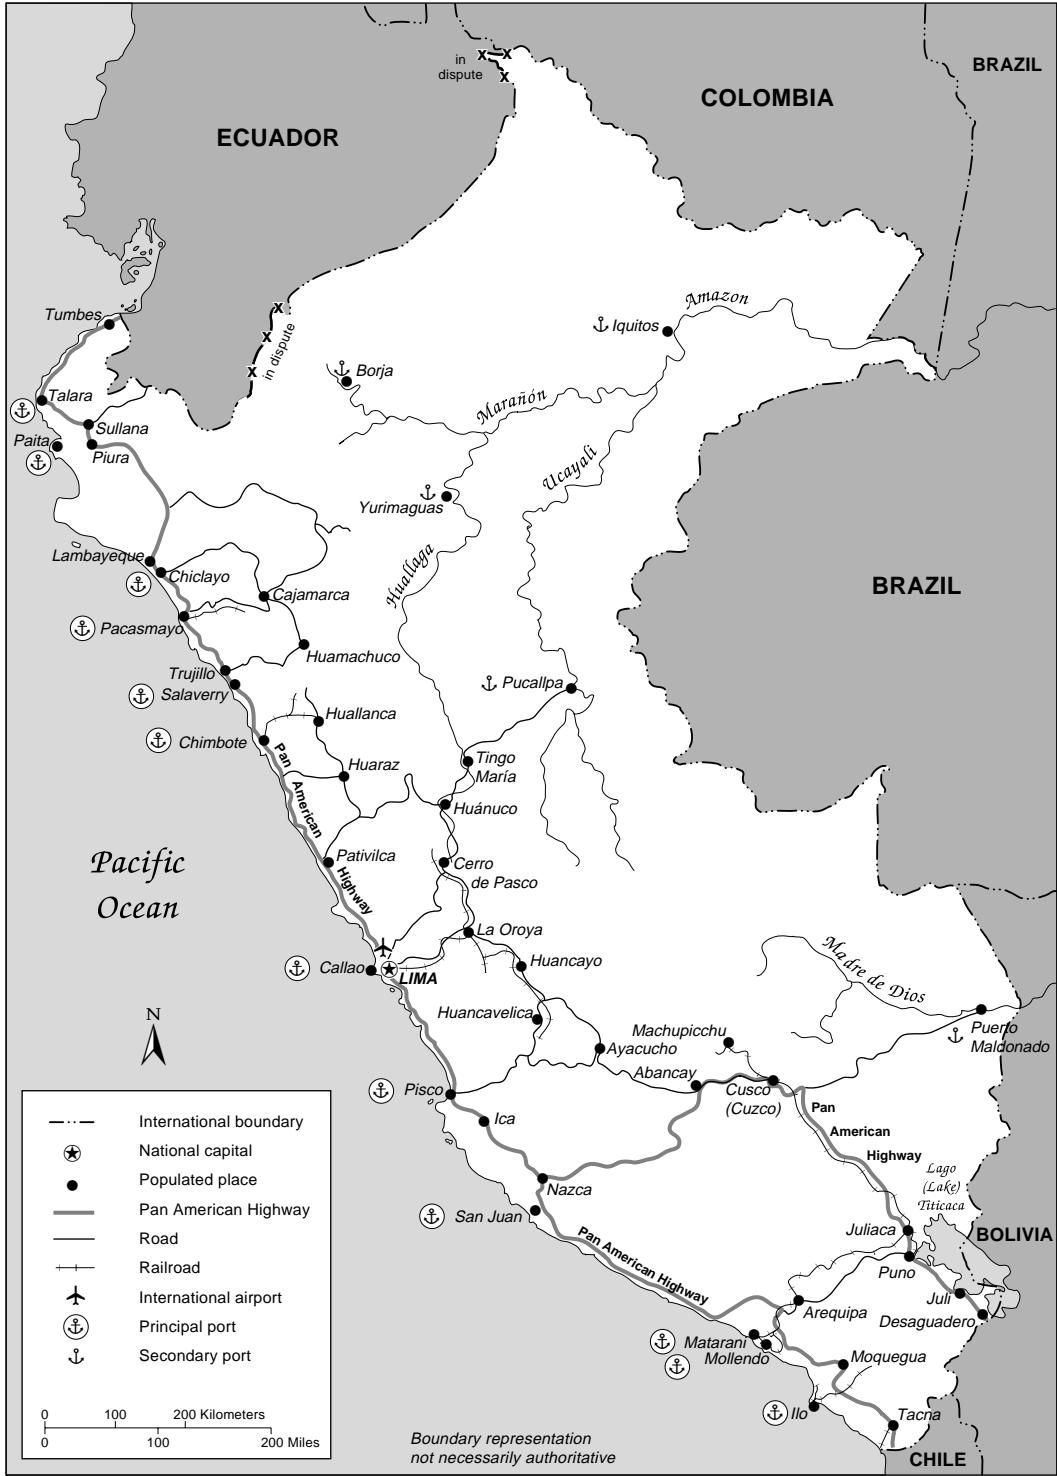 in
dispute
BRAZIL
COLOMBIA
ECUADOR
Tumbes
in dispute
Amazon
Iquitos
Borja
Talara
Marañón
Sullana
Paita
Piura
Ucayali
Yurimaguas
Lambayeque
Chiclayo
Huallaga
BRAZIL
Cajamarca
Pacasmayo
Huamachuco
Trujillo
Salaverry
Pucallpa
Huallanca
Chimbote
Pan American Highway
Huaraz
Tingo
María
Huánuco
Pacific
Ocean
Pativilca
Cerro
de Pasco
La Oroya
Huancayo
Callao
LIMA
Madre de Dios
N
Huancavelica
Machupicchu
Puerto
Maldonado
Ayacucho
Abancay
Pisco
Cusco
(Cuzco)
Pan
American
Highway
Ica
Lago
(Lake)
Titicaca
Nazca
San Juan
Juliaca
BOLIVIA
Pan American Highway
Puno
Juli
Arequipa
Desaguadero
Matarani
Mollendo
Moquegua
Ilo
Tacna
CHILE
International boundary
National capital
Populated place
Pan American Highway
Road
Railroad
International airport
Principal port
Secondary port
0 100 200 Kilometers
0 100 200 Miles
Boundary representation
not necessarily authoritative